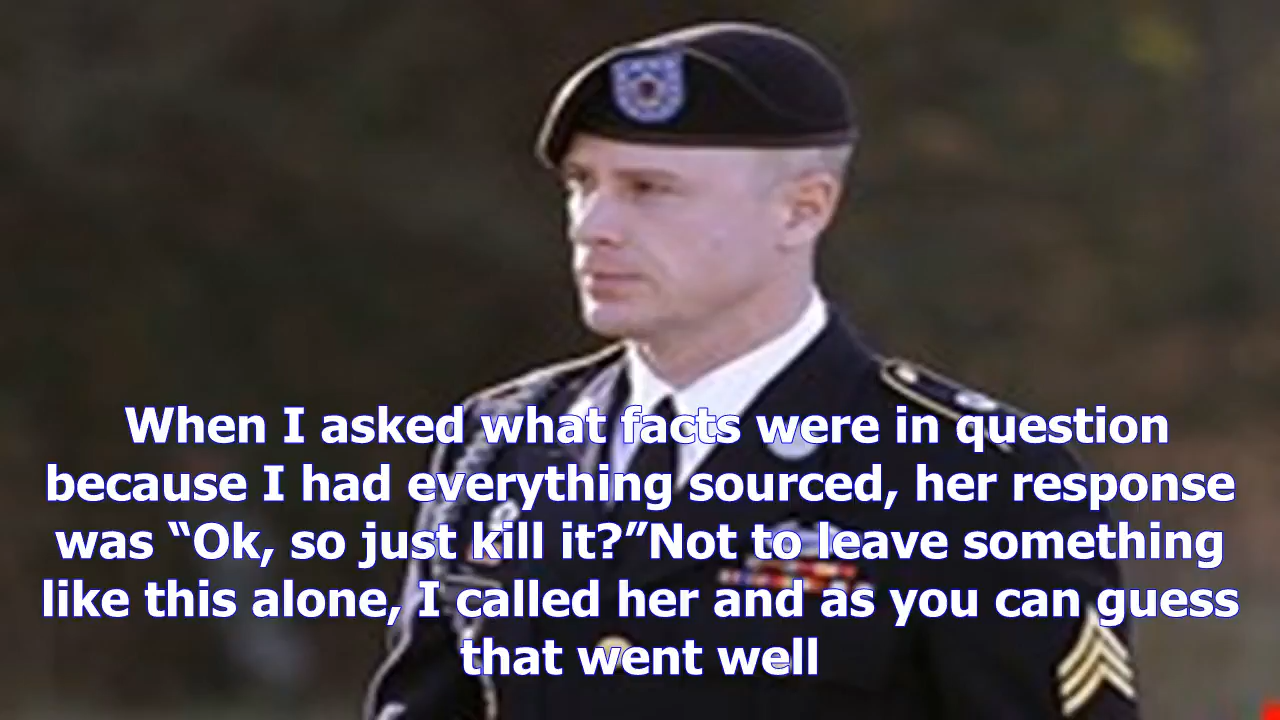 When I asked what facts were in question
because I had everything sourced, her response
was “Ok, so just kill it?”Not to leave something
like this alone, I called her and as you can guess
that went well